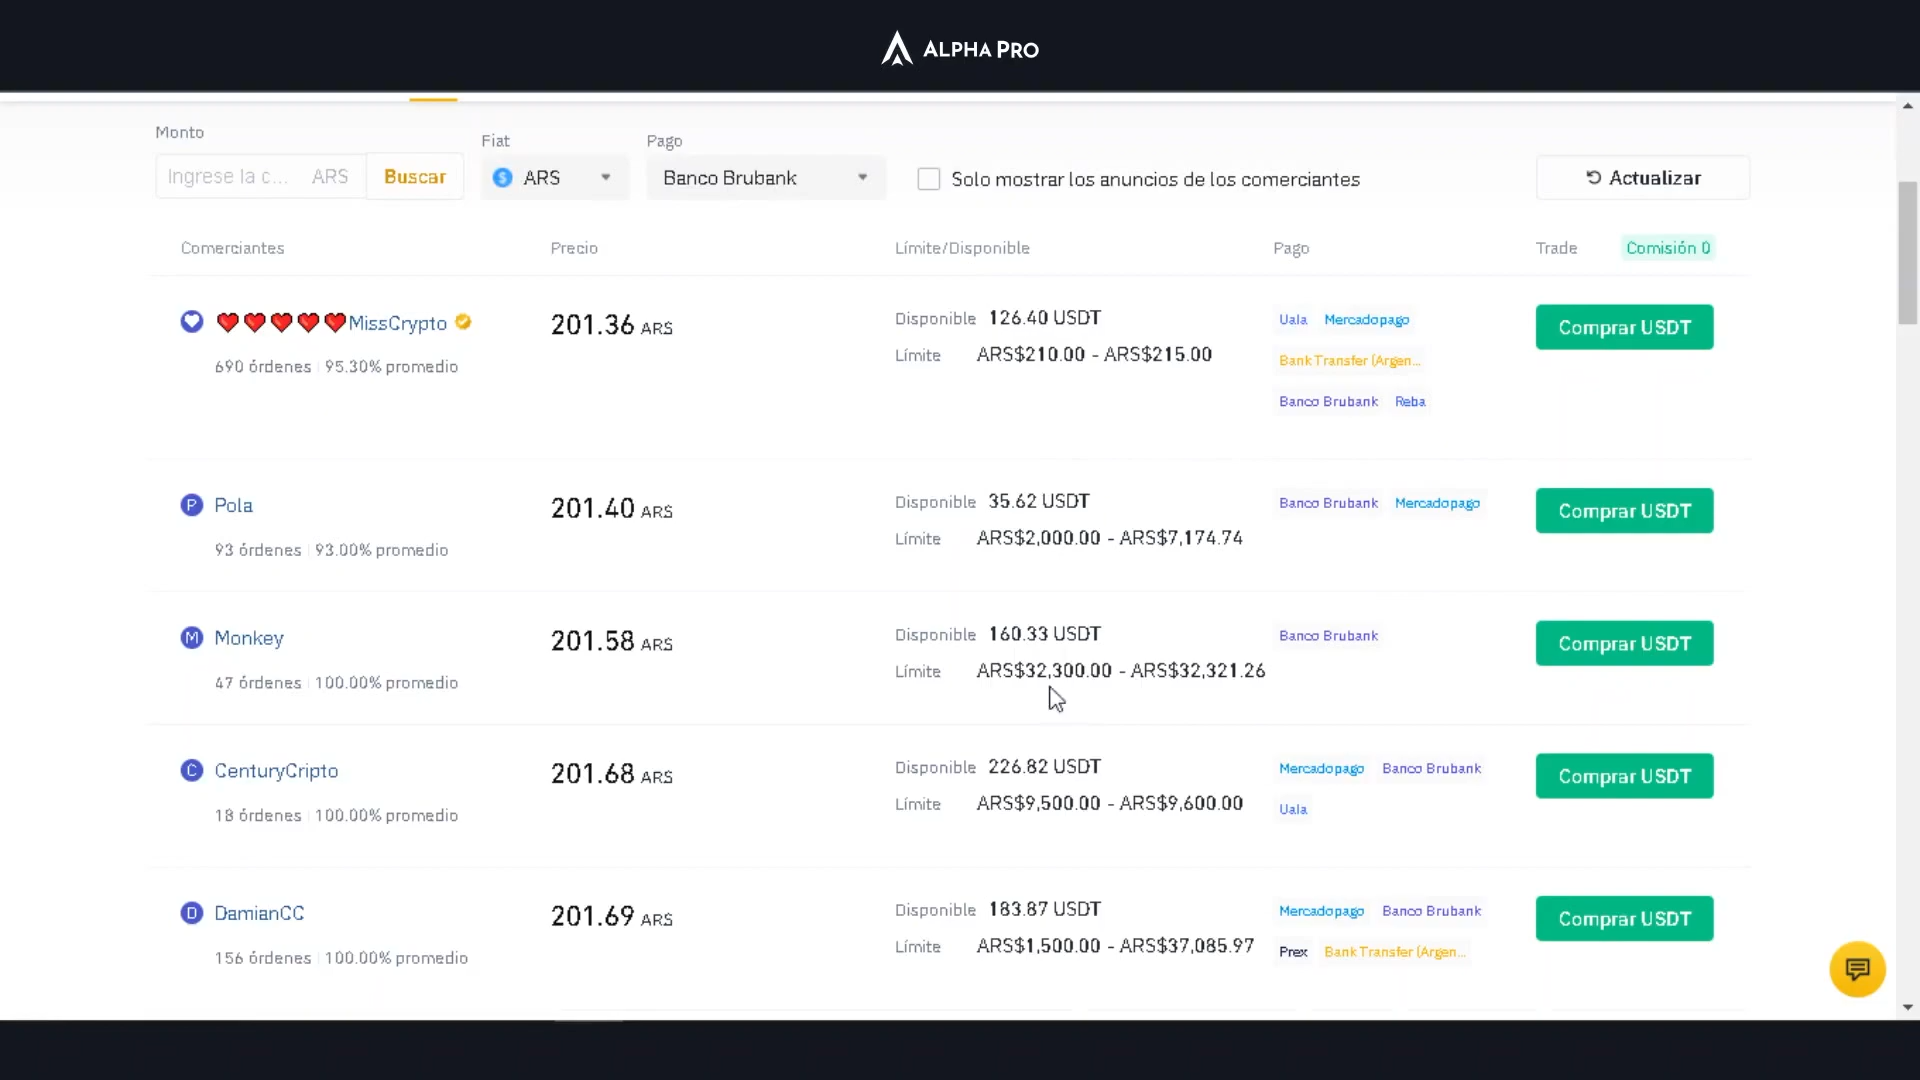 ALPHA PRO
Monto
Fiat
Pago
Ingrese la c... ARS Buscar
ARS
Banco Brubank
Solo mostrar los anuncios de los comerciantes
Actualizar
Comerciantes Precio Límite/Disponible Pago Trade Comisión 0
MissCrypto
690 órdenes | 95.30% promedio
201.36 ARS
Disponible 126.40 USDT
Límite ARS$210.00 - ARS$215.00
Uala Mercadopago
Bank Transfer (Argen...
Banco Brubank Reba
Comprar USDT
P Pola
93 órdenes | 93.00% promedio
201.40 ARS
Disponible 35.62 USDT
Límite ARS$2,000.00 - ARS$7,174.74
Banco Brubank Mercadopago
Comprar USDT
M Monkey
47 órdenes | 100.00% promedio
201.58 ARS
Disponible 160.33 USDT
Límite ARS$32,300.00 - ARS$32,321.26
Banco Brubank
Comprar USDT
C CenturyCripto
18 órdenes | 100.00% promedio
201.68 ARS
Disponible 226.82 USDT
Límite ARS$9,500.00 - ARS$9,600.00
Mercadopago Banco Brubank
Uala
Comprar USDT
D DamianCC
156 órdenes | 100.00% promedio
201.69 ARS
Disponible 183.87 USDT
Límite ARS$1,500.00 - ARS$37,085.97
Mercadopago Banco Brubank
Prex Bank Transfer (Argen...
Comprar USDT